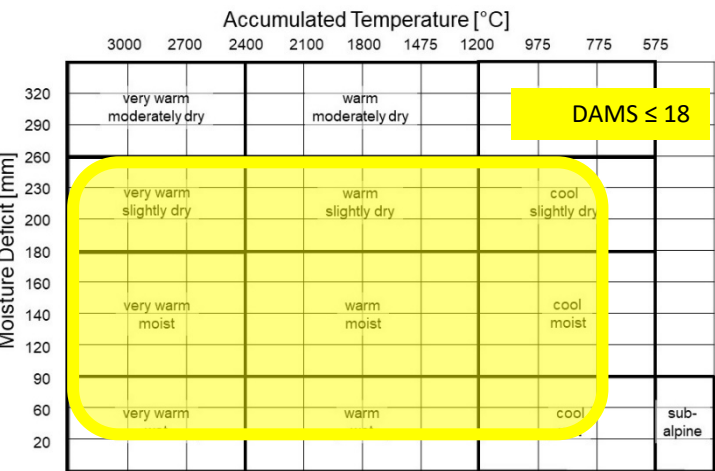 Accumulated Temperature [°C]
3000 2700 2400 2100 1800 1475 1200 975 775 575
Moisture Deficit [mm]
320
290
260
230
200
180
160
140
120
90
60
20
very warm
moderately dry
warm
moderately dry
DAMS ≤ 18
very warm
slightly dry
warm
slightly dry
cool
slightly dry
very warm
moist
warm
moist
cool
moist
very warm
warm
cool
sub-
alpine